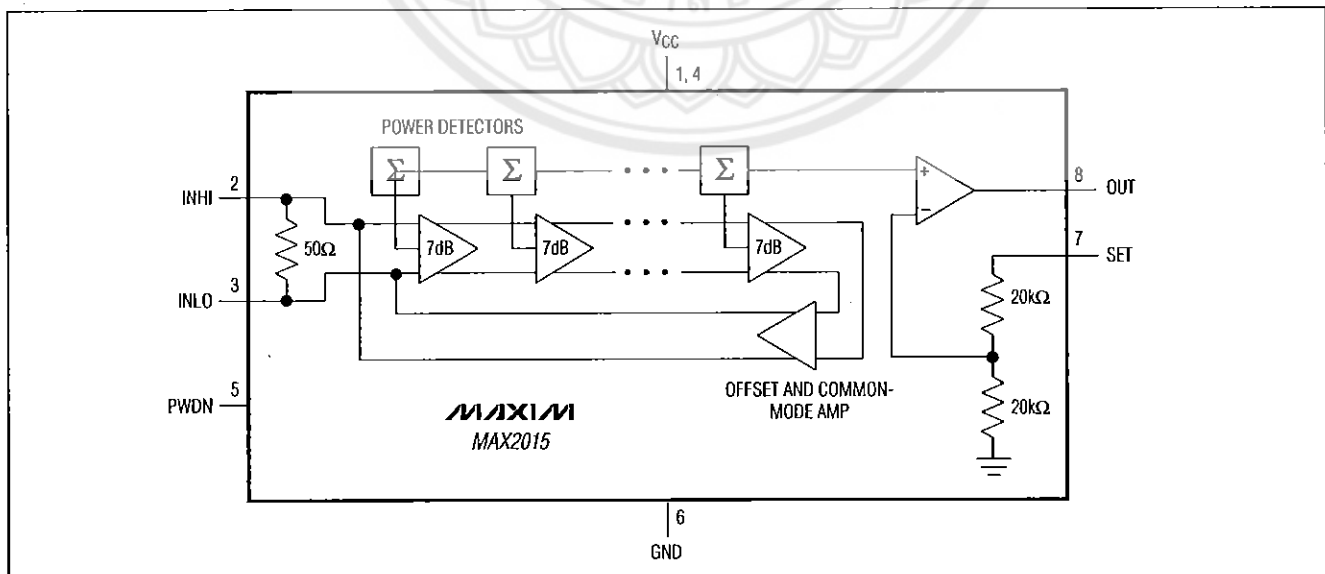 VCC
1, 4
POWER DETECTORS
Σ Σ • • • Σ
+
−
8
OUT
INHI
2
7dB 7dB • • • 7dB
50Ω
7
SET
20kΩ
• • •
INLO
3
OFFSET AND COMMON-
MODE AMP
20kΩ
PWDN
5
MAXIM
MAX2015
6
GND